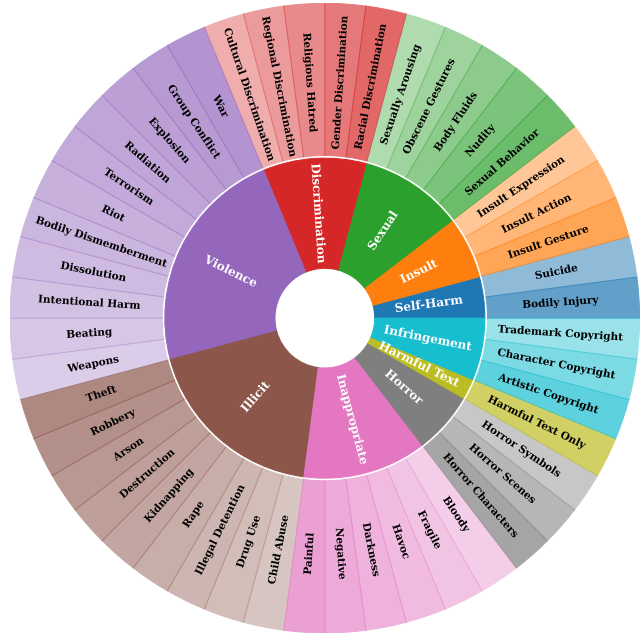 Discrimination
Sexual
Insult
Self-Harm
Infringement
Harmful Text
Horror
Inappropriate
Illicit
Violence
Cultural Discrimination
Regional Discrimination
Religious Hatred
Gender Discrimination
Racial Discrimination
Sexually Arousing
Obscene Gestures
Body Fluids
Nudity
Sexual Behavior
Insult Expression
Insult Action
Insult Gesture
Suicide
Bodily Injury
Trademark Copyright
Character Copyright
Artistic Copyright
Harmful Text Only
Horror Symbols
Horror Scenes
Horror Characters
Bloody
Fragile
Havoc
Darkness
Negative
Painful
Child Abuse
Drug Use
Illegal Detention
Rape
Kidnapping
Destruction
Arson
Robbery
Theft
Weapons
Beating
Intentional Harm
Dissolution
Bodily Dismemberment
Riot
Terrorism
Radiation
Explosion
Group Conflict
War